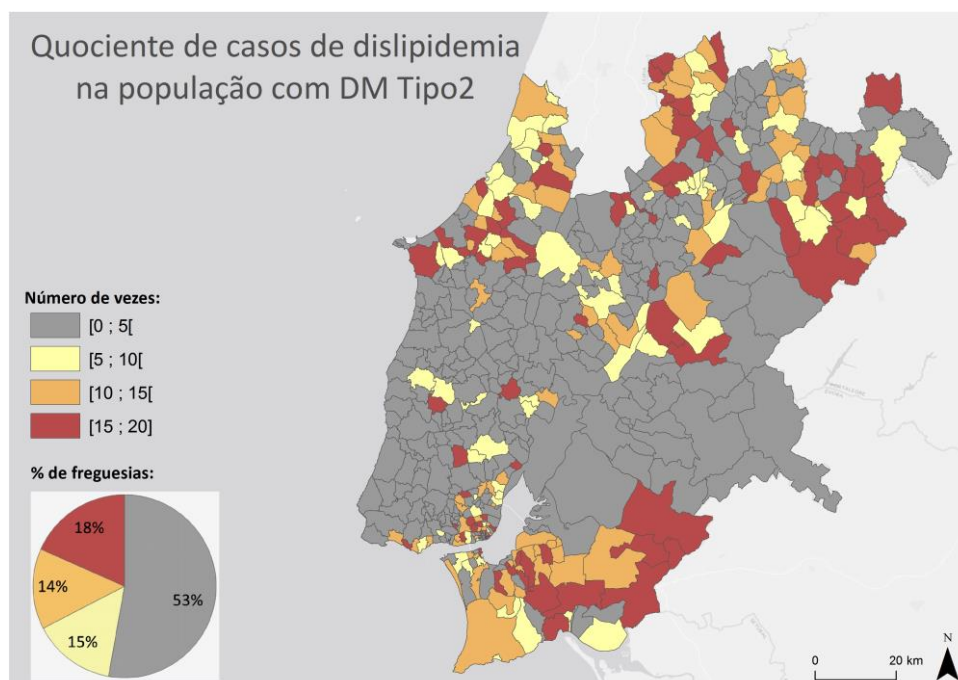 Quociente de casos de dislipidemia
na população com DM Tipo2
Número de vezes:
[0 ; 5[
[5 ; 10[
[10 ; 15[
[15 ; 20]
% de freguesias:
18%
14%
53%
15%
N
0 20 km